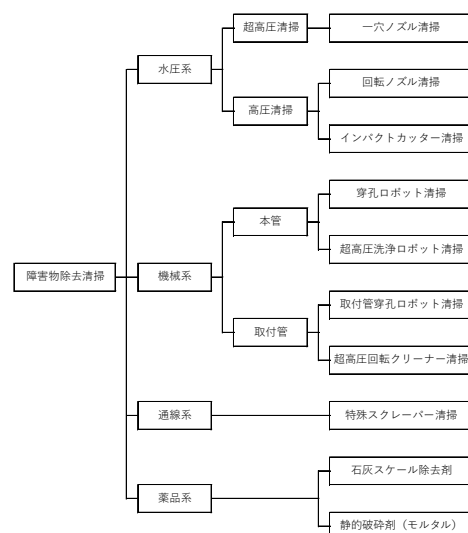 障害物除去清掃
水圧系
超高圧清掃
一穴ノズル清掃
高圧清掃
回転ノズル清掃
インパクトカッター清掃
機械系
本管
穿孔ロボット清掃
超高圧洗浄ロボット清掃
取付管
取付管穿孔ロボット清掃
超高圧回転クリーナー清掃
通線系
特殊スクレーパー清掃
薬品系
石灰スケール除去剤
静的破砕剤（モルタル）